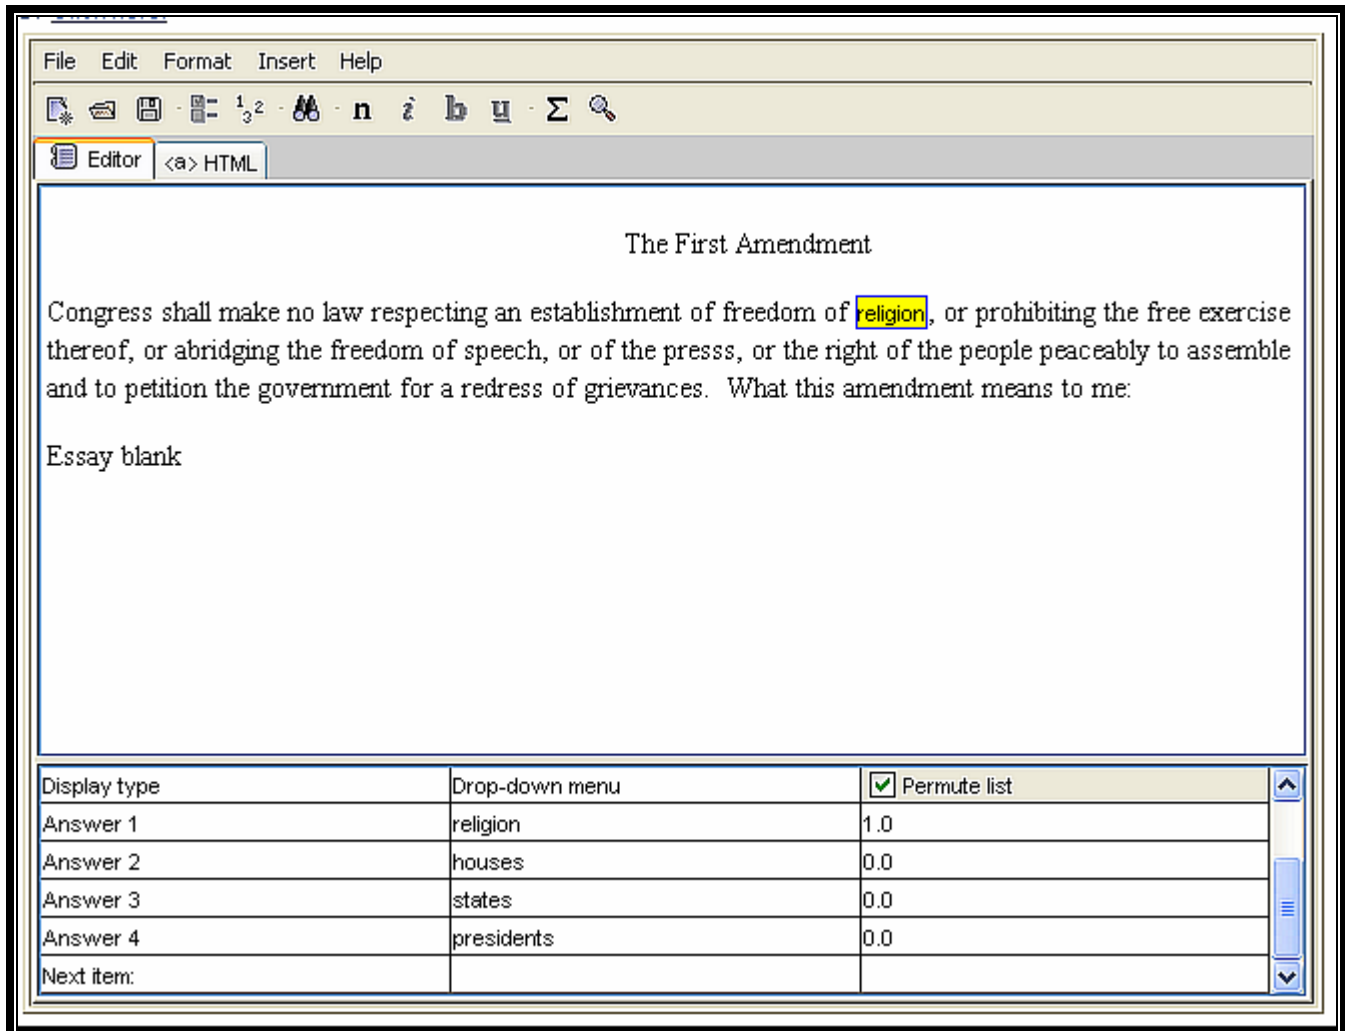 File Edit Format Insert Help
1 3 2 n i b u Σ
Editor <a> HTML
The First Amendment
Congress shall make no law respecting an establishment of freedom of religion, or prohibiting the free exercise
thereof, or abridging the freedom of speech, or of the presss, or the right of the people peaceably to assemble
and to petition the government for a redress of grievances. What this amendment means to me:
Essay blank
Display type Drop-down menu Permute list
Answer 1 religion 1.0
Answer 2 houses 0.0
Answer 3 states 0.0
Answer 4 presidents 0.0
Next item: